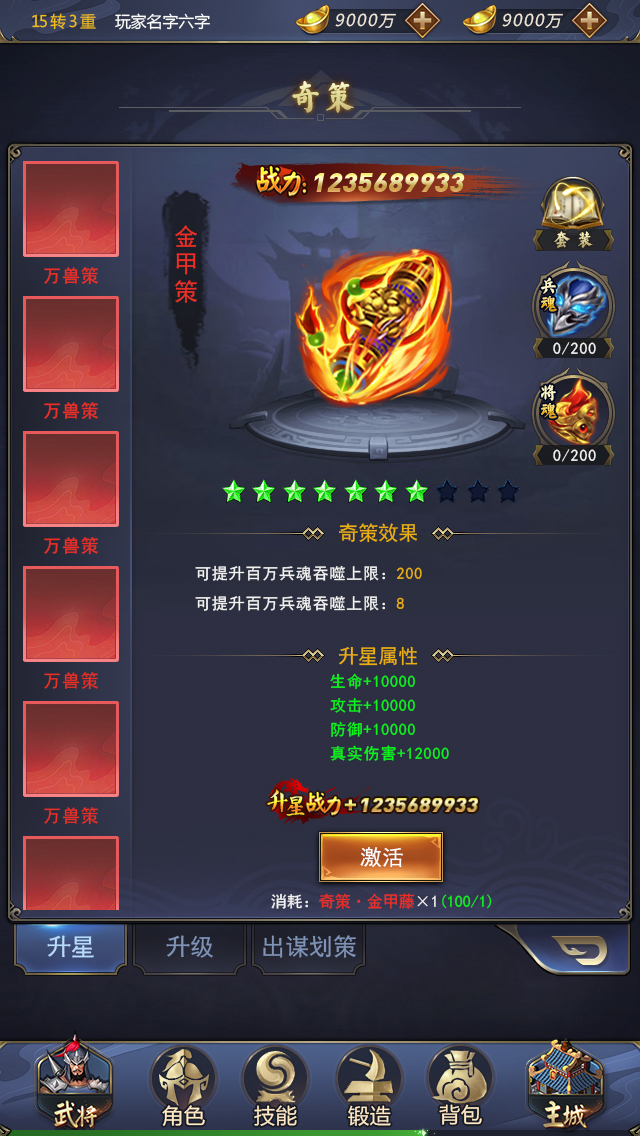 15转3重 玩家名字六字 9000万 9000万
奇策
战力:1235689933
金甲策
套装
兵魂
0/200
将魂
0/200
万兽策
万兽策
万兽策
万兽策
万兽策
奇策效果
可提升百万兵魂吞噬上限：200
可提升百万兵魂吞噬上限：8
升星属性
生命+10000
攻击+10000
防御+10000
真实伤害+12000
升星战力+1235689933
激活
消耗：奇策·金甲藤×1(100/1)
升星 升级 出谋划策
武将 角色 技能 锻造 背包 主城